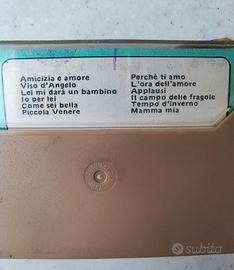 Amicizia e amore
Viso d'Angelo
Lei mi darà un bambino
Io per lei
Come sei bella
Piccola Venere
Perchè ti amo
L'ora dell'amore
Applausi
Il campo delle fragole
Tempo d'inverno
Mamma mia
subito